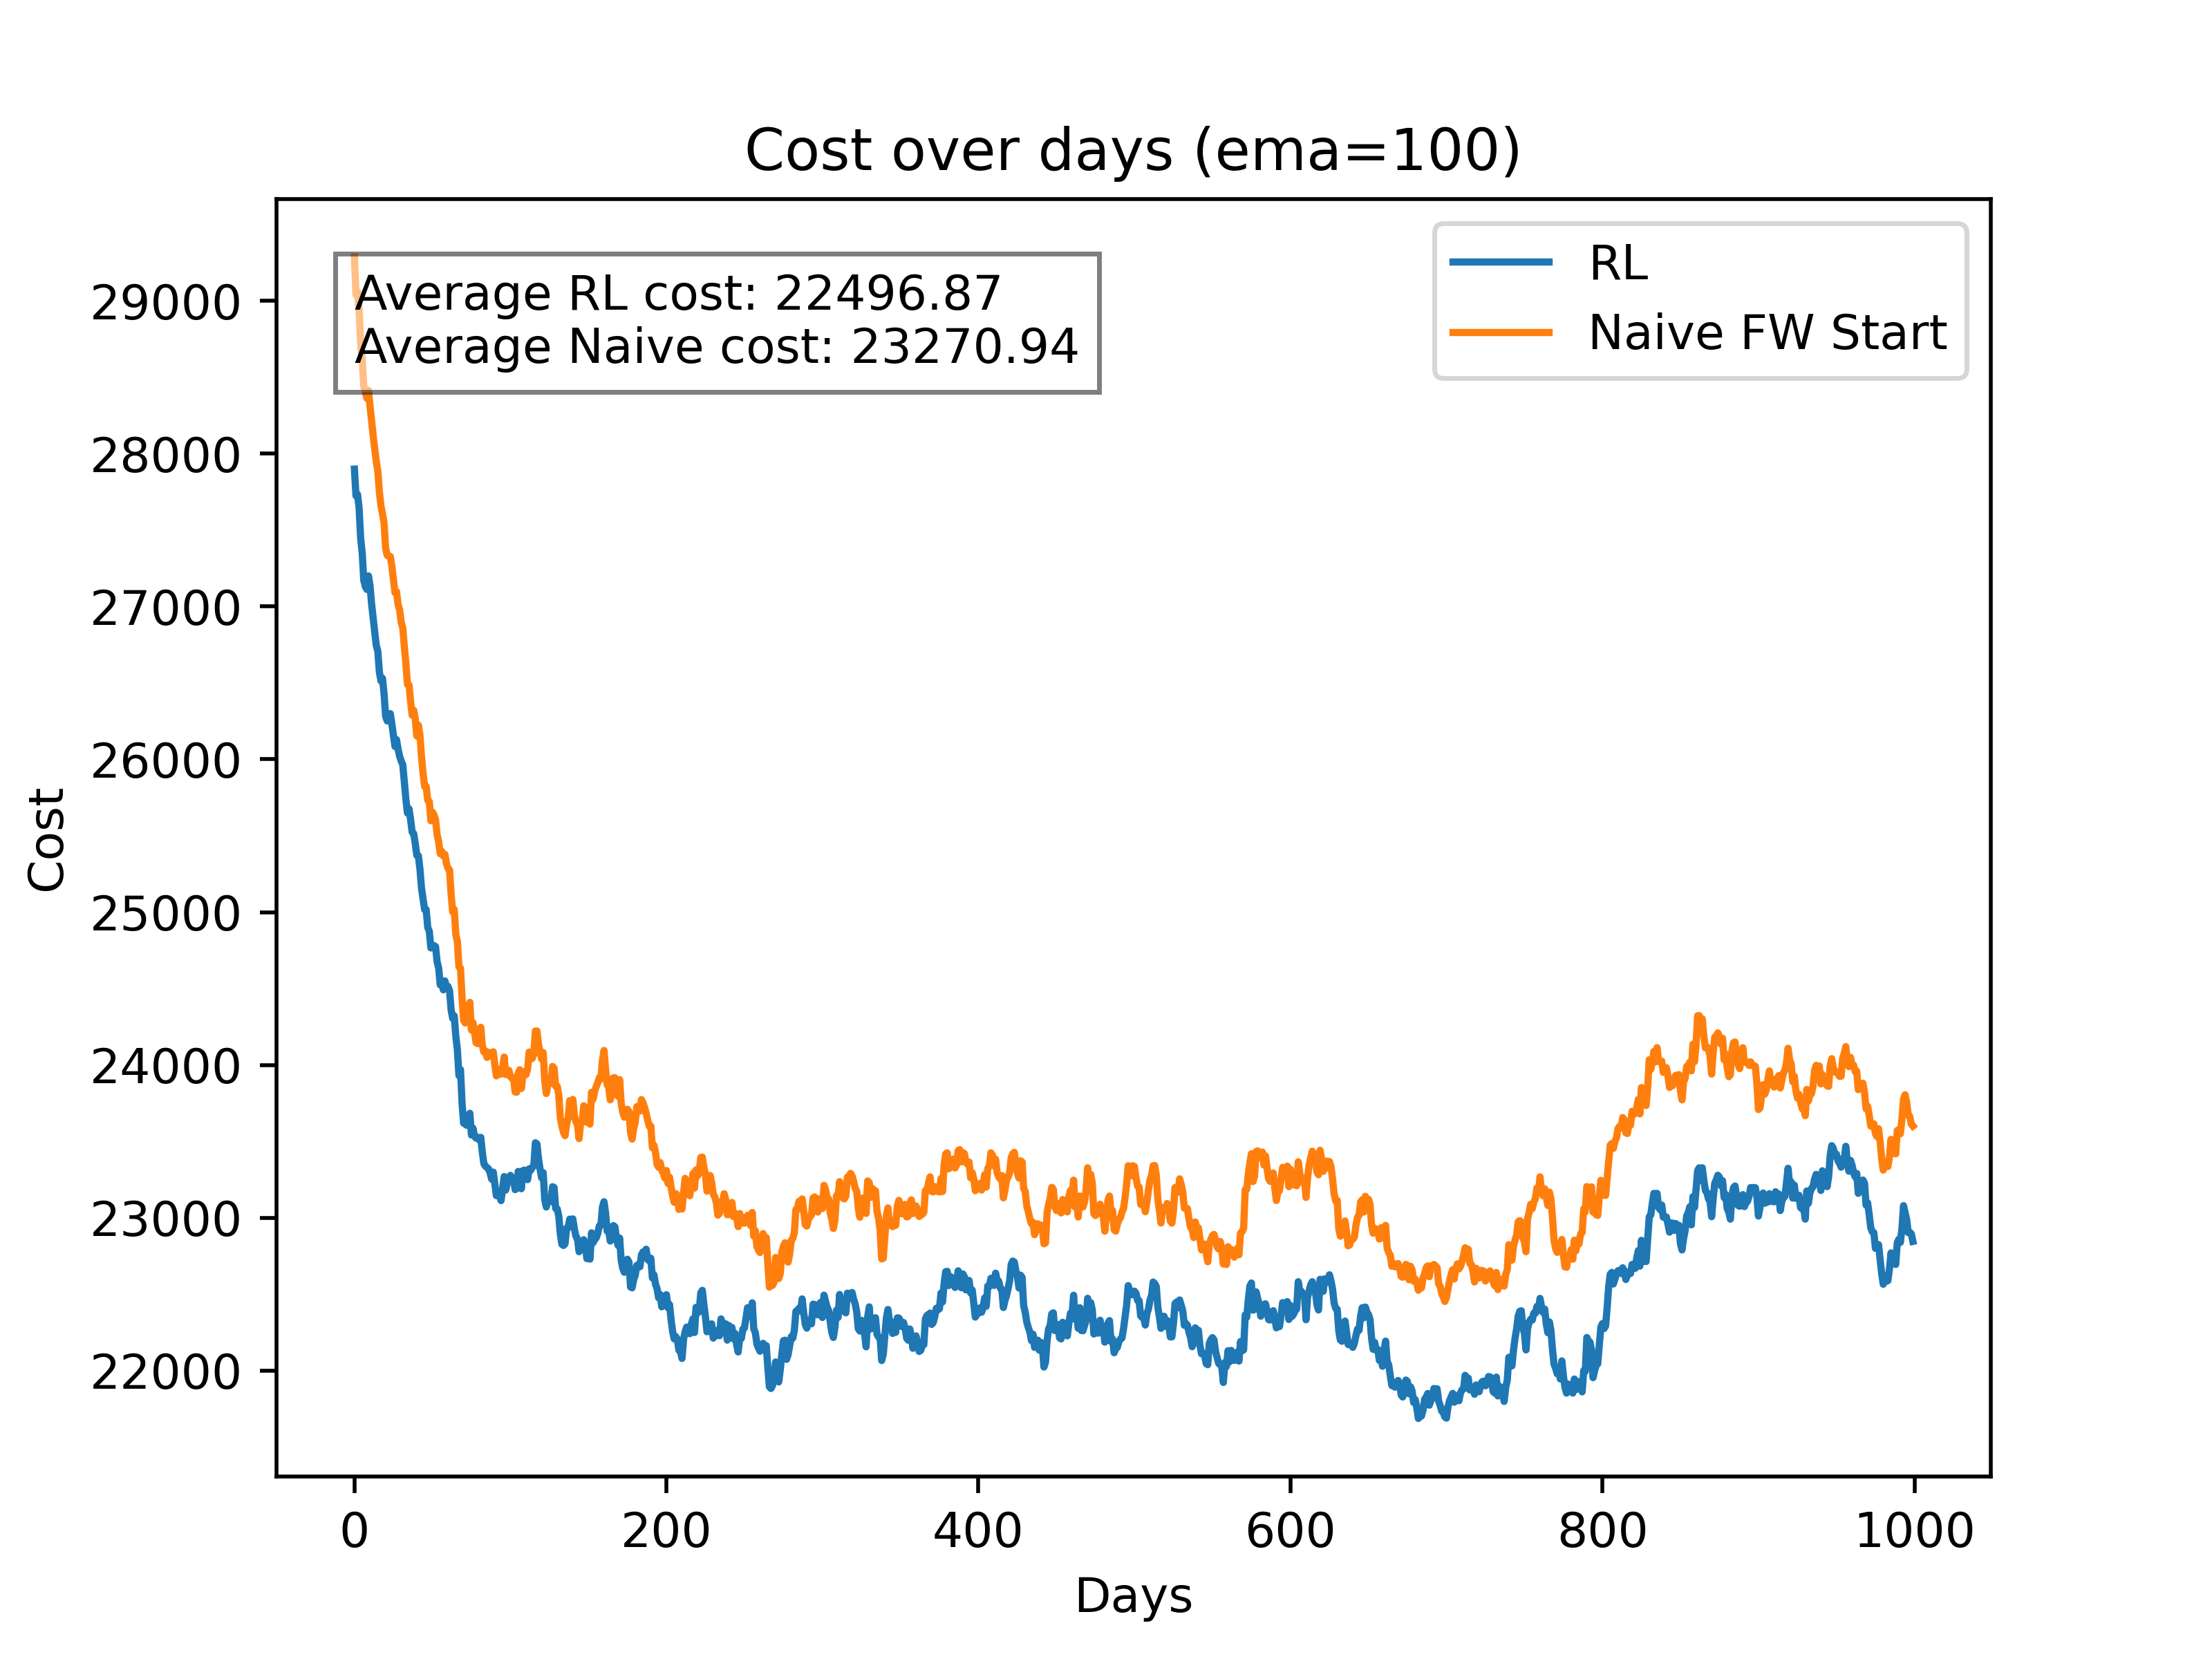 Cost over days (ema=100)
Average RL cost: 22496.87
Average Naive cost: 23270.94
RL
Naive FW Start
29000
28000
27000
26000
25000
24000
23000
22000
Cost
0 200 400 600 800 1000
Days